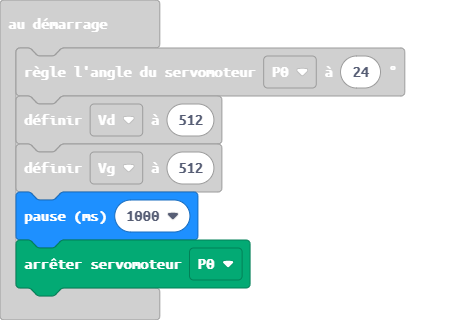 au démarrage
règle l'angle du servomoteur P0 à 24 °
définir Vd à 512
définir Vg à 512
pause (ms) 1000
arrêter servomoteur P0